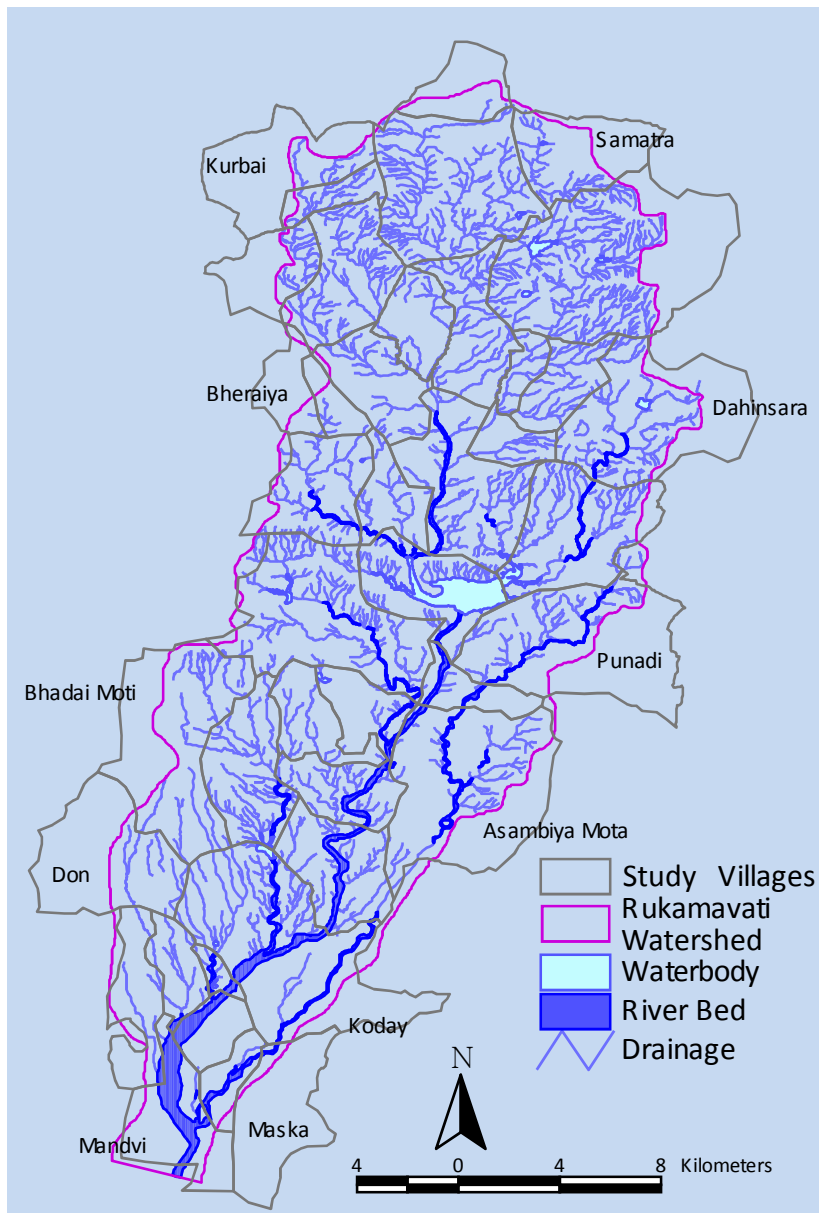 Samatra
Kurbai
Bheraiya
Dahinsara
Punadi
Bhadai Moti
Asambiya Mota
Don
Study Villages
Rukamavati
Watershed
Waterbody
River Bed
Koday
Drainage
N
Maska
Mandvi
4 0 4 8 Kilometers